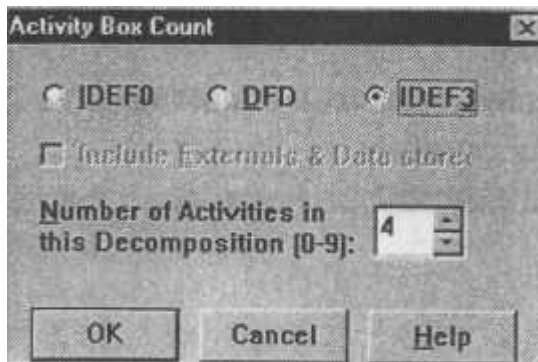 Activity Box Count
IDEF0 DFD IDEF3
Include Externals & Data stores
Number of Activities in
this Decomposition (0-9): 4
OK Cancel Help